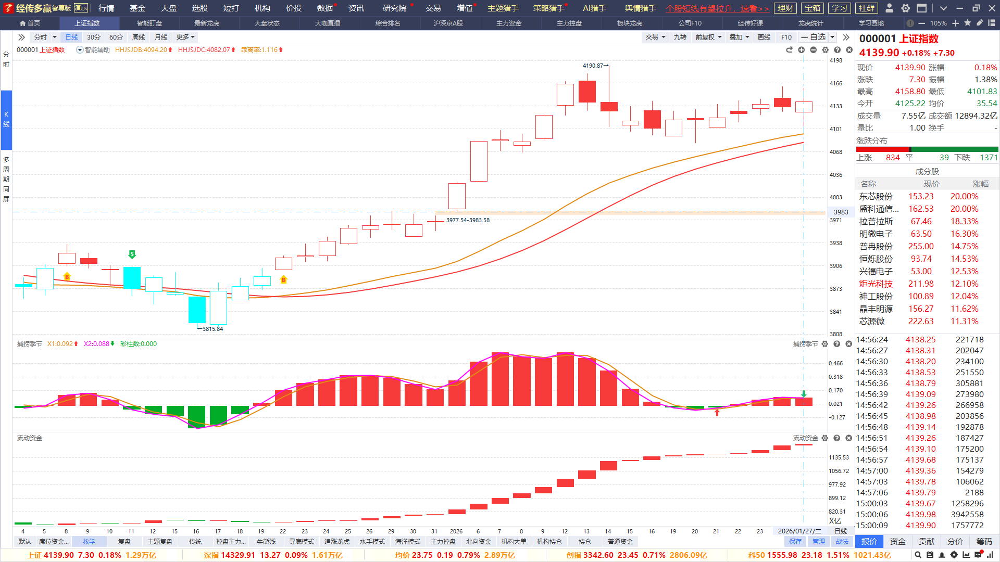 经传多赢 智尊版 演示 行情 基金 大盘 选股 短打 机构 价投 数据 资讯 研究院 交易 增值 主题猎手 策略猎手 AI猎手 舆情猎手 个股短线有望拉升，速看>> 理财 宝箱 学习 社群
首页 上证指数 智能盯盘 最新龙虎 大盘状态 大咖直播 综合排名 沪深京A股 主力资金 主力控盘 板块龙虎 公司F10 经传好课 龙虎统计 学习园地 105%
分时 日线 30分 60分 周线 月线 更多 交易 九转 前复权 叠加 画线 F10 自选
分时
K线
多周期同屏
000001 上证指数 智能辅助 HHJSJDB:4094.20 HHJSJDC:4082.07 乖离率:1.116
4198
4166
4133
4101
4068
4036
4003
3983
3971
3938
3906
3873
3841
3808
4190.87
3977.54-3983.58
3815.84
B
S
B
捕捞季节 X1:0.092 X2:0.088 彩柱数:0.000 捕捞季节
0.466
0.318
0.170
0.021
-0.127
流动资金 流动资金
1135.53
1056.72
977.92
899.12
820.31
X亿
4 5 8 9 10 11 12 15 16 17 18 19 22 23 24 25 26 29 30 31 2026 6 7 8 9 12 13 14 15 16 19 20 21 22 23 2026/01/27/二 日线
默认 席位资金... 教学 复盘 主题复盘 传统 控盘主力... 牛能线 寻底模式 追涨龙虎 水手模式 海洋模式 主力控盘 北向资金 机构大单 机构持仓 持仓 普通资金 保存 管理 战法
000001 上证指数
4139.90 +0.18% +7.30
现价 4139.90 涨幅 0.18%
涨跌 7.30 振幅 1.38%
最高 4158.80 最低 4101.83
今开 4125.22 均价 35.54
成交量 7.55亿 成交额 12894.32亿
量比 1.00 换手 -
涨跌分布
上涨 834 平 39 下跌 1371
成分股
名称 现价 涨幅
东芯股份 153.23 20.00%
盛科通信... 162.53 20.00%
拉普拉斯 67.46 18.33%
明微电子 63.50 16.30%
普冉股份 255.00 14.75%
恒烁股份 93.74 14.53%
兴福电子 53.00 12.53%
炬光科技 211.98 12.10%
神工股份 100.89 12.04%
晶丰明源 156.27 11.62%
芯源微 222.63 11.31%
14:56:24 4138.25 221718
14:56:27 4138.31 202047
14:56:30 4138.20 234100
14:56:33 4138.53 251550
14:56:36 4138.79 305881
14:56:39 4139.09 273980
14:56:42 4139.26 266958
14:56:45 4138.98 203856
14:56:48 4139.14 192878
14:56:51 4139.26 187427
14:56:54 4139.10 175200
14:56:57 4139.68 175137
14:57:00 4139.36 154279
14:57:03 4139.78 106062
14:57:06 4139.79 2188
15:00:03 4139.67 1258296
15:00:06 4139.98 3942558
15:00:09 4139.90 1757772
报价 资金 贡献 分价 筹码
上证 4139.90 7.30 0.18% 1.29万亿 深指 14329.91 13.27 0.09% 1.61万亿 均价 23.75 0.19 0.79% 2.89万亿 创指 3342.60 23.45 0.71% 2806.09亿 科50 1555.98 23.18 1.51% 1021.43亿